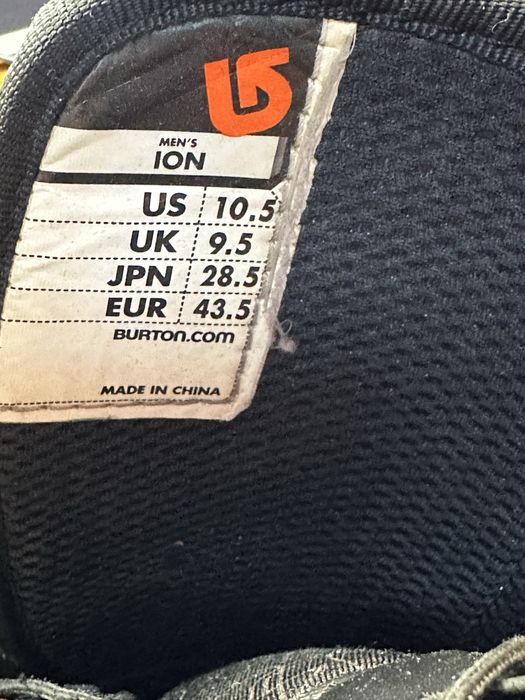 MEN'S
ION
US 10.5
UK 9.5
JPN 28.5
EUR 43.5
BURTON.COM
MADE IN CHINA